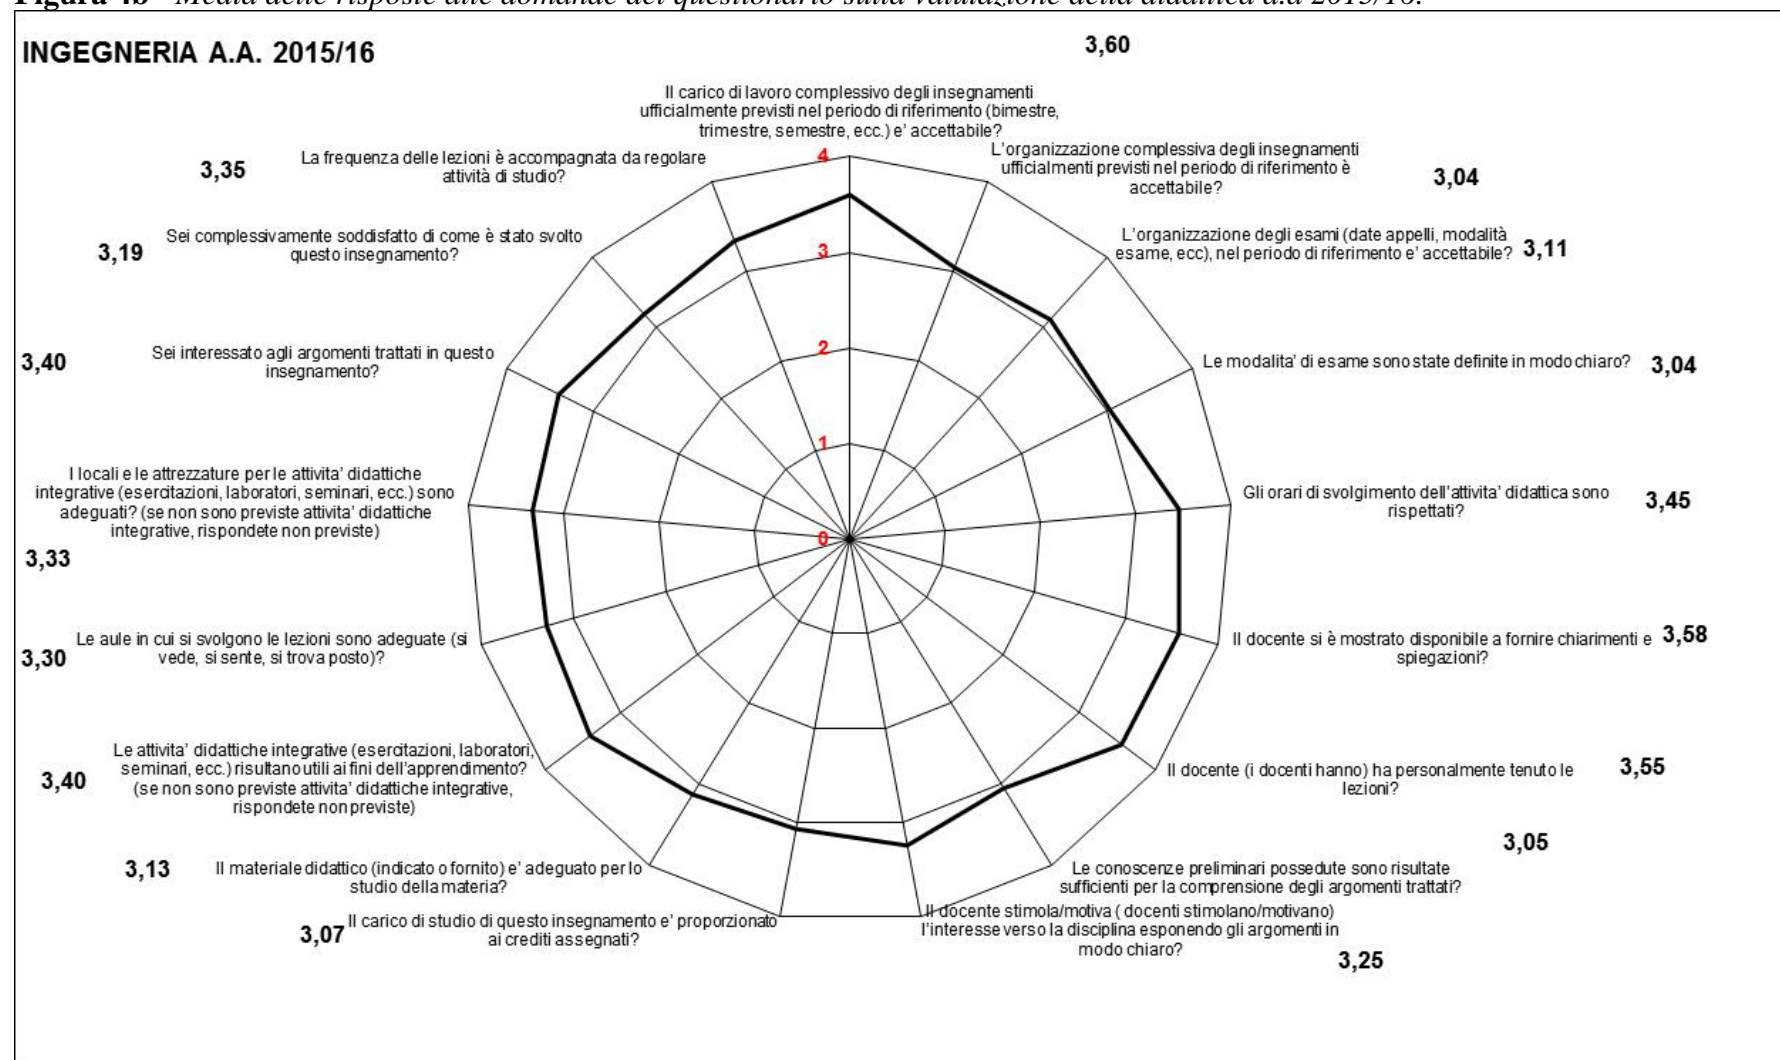 Figura 4b - Media delle risposte alle domande del questionario sulla valutazione della didattica a.a 2015/16.
INGEGNERIA A.A. 2015/16
3,60
Il carico di lavoro complessivo degli insegnamenti
ufficialmente previsti nel periodo di riferimento (bimestre,
trimestre, semestre, ecc.) e' accettabile?
L'organizzazione complessiva degli insegnamenti
ufficialmenti previsti nel periodo di riferimento è
accettabile?
3,04
L'organizzazione degli esami (date appelli, modalità
esame, ecc), nel periodo di riferimento e' accettabile?
3,11
Le modalita' di esame sono state definite in modo chiaro?
3,04
Gli orari di svolgimento dell'attivita' didattica sono
rispettati?
3,45
Il docente si è mostrato disponibile a fornire chiarimenti e
spiegazioni?
3,58
Il docente (i docenti hanno) ha personalmente tenuto le
lezioni?
3,55
Le conoscenze preliminari possedute sono risultate
sufficienti per la comprensione degli argomenti trattati?
3,05
Il docente stimola/motiva ( docenti stimolano/motivano)
l'interesse verso la disciplina esponendo gli argomenti in
modo chiaro?
3,25
Il carico di studio di questo insegnamento e' proporzionato
ai crediti assegnati?
3,07
Il materiale didattico (indicato o fornito) e' adeguato per lo
studio della materia?
3,13
Le attivita' didattiche integrative (esercitazioni, laboratori,
seminari, ecc.) risultano utili ai fini dell'apprendimento?
(se non sono previste attivita' didattiche integrative,
rispondete non previste)
3,40
Le aule in cui si svolgono le lezioni sono adeguate (si
vede, si sente, si trova posto)?
3,30
I locali e le attrezzature per le attivita' didattiche
integrative (esercitazioni, laboratori, seminari, ecc.) sono
adeguati? (se non sono previste attivita' didattiche
integrative, rispondete non previste)
3,33
Sei interessato agli argomenti trattati in questo
insegnamento?
3,40
Sei complessivamente soddisfatto di come è stato svolto
questo insegnamento?
3,19
La frequenza delle lezioni è accompagnata da regolare
attività di studio?
3,35
4
3
2
1
0